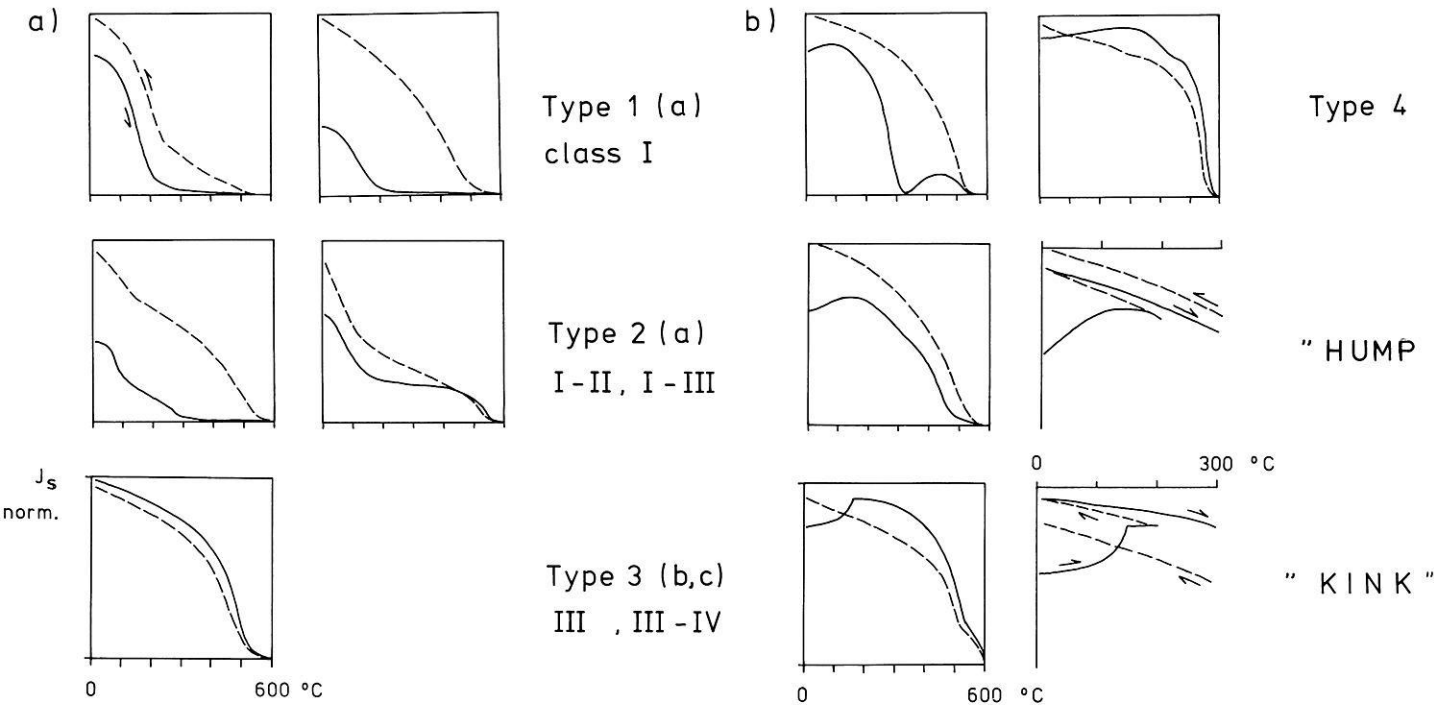 a)
Type 1 (a)
class I
Type 2 (a)
I-II, I-III
Js
norm.
Type 3 (b,c)
III , III-IV
0 600 °C
b)
Type 4
" HUMP
0 300 °C
" KINK "
0 600 °C